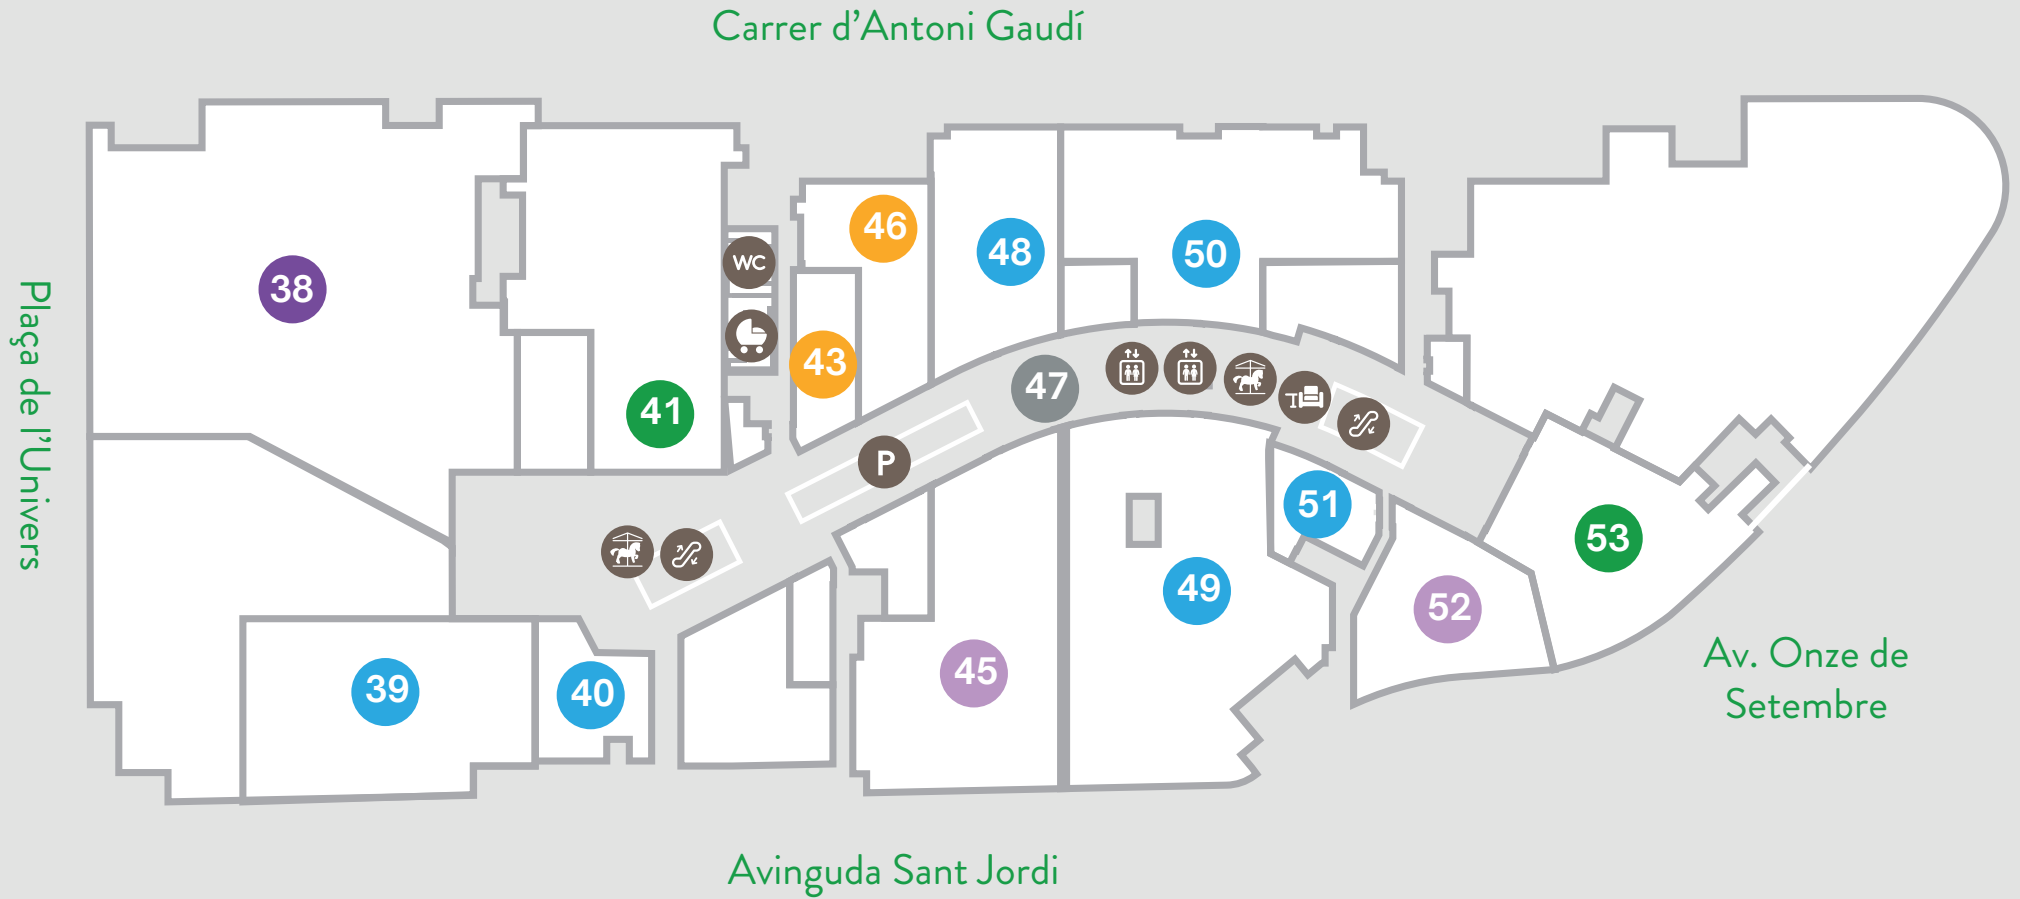 Carrer d'Antoni Gaudí
Plaça de l'Univers
38
41
WC
46
43
48
50
47
P
51
53
49
52
45
39
40
Av. Onze de
Setembre
Avinguda Sant Jordi